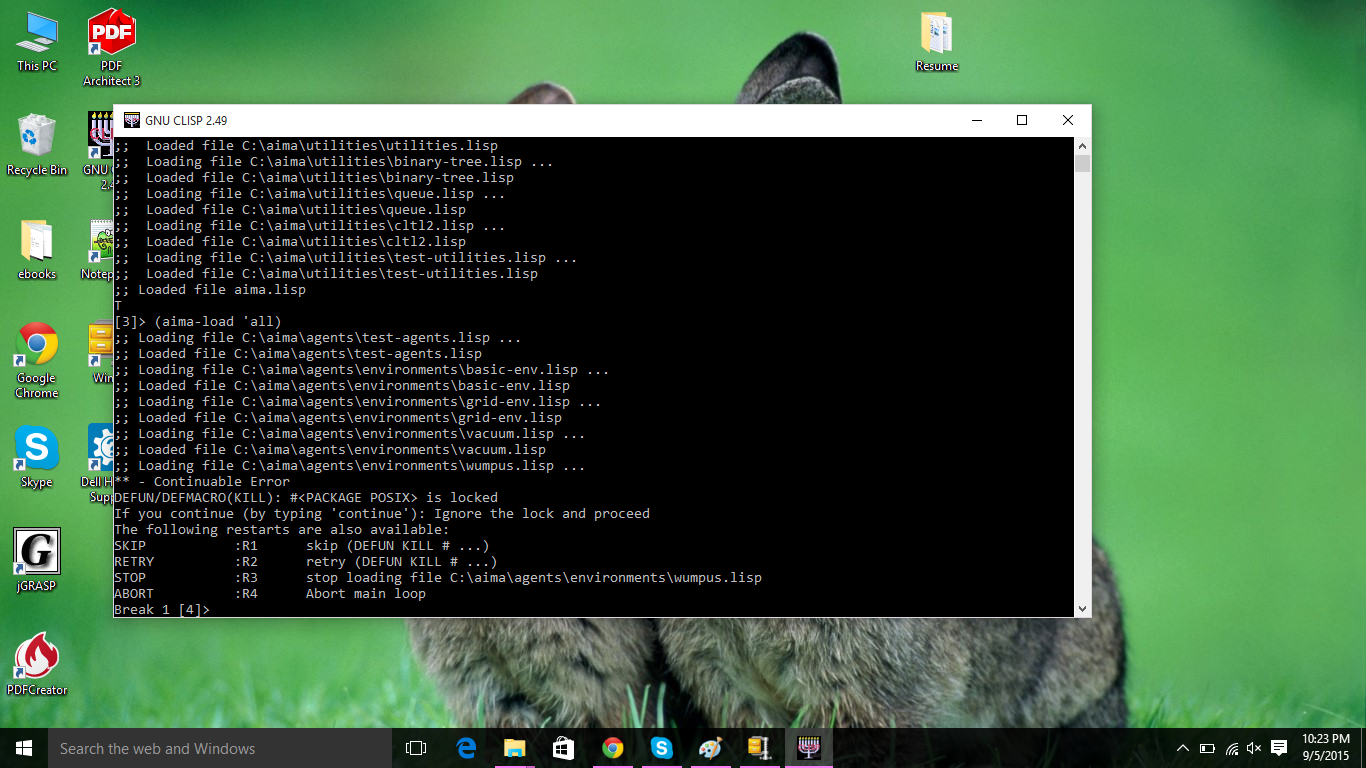 This PC
PDF
PDF
Architect 3
Resume
Recycle Bin
GNU
2.4
ebooks
Notep
Google
Chrome
Win
Skype
Dell H
Supp
G
jGRASP
PDFCreator
GNU CLISP 2.49
;;  Loaded file C:\aima\utilities\utilities.lisp
;;  Loading file C:\aima\utilities\binary-tree.lisp ...
;;  Loaded file C:\aima\utilities\binary-tree.lisp
;;  Loading file C:\aima\utilities\queue.lisp ...
;;  Loaded file C:\aima\utilities\queue.lisp
;;  Loading file C:\aima\utilities\cltl2.lisp ...
;;  Loaded file C:\aima\utilities\cltl2.lisp
;;  Loading file C:\aima\utilities\test-utilities.lisp ...
;;  Loaded file C:\aima\utilities\test-utilities.lisp
;; Loaded file aima.lisp
T
[3]> (aima-load 'all)
;; Loading file C:\aima\agents\test-agents.lisp ...
;; Loaded file C:\aima\agents\test-agents.lisp
;; Loading file C:\aima\agents\environments\basic-env.lisp ...
;; Loaded file C:\aima\agents\environments\basic-env.lisp
;; Loading file C:\aima\agents\environments\grid-env.lisp ...
;; Loaded file C:\aima\agents\environments\grid-env.lisp
;; Loading file C:\aima\agents\environments\vacuum.lisp ...
;; Loaded file C:\aima\agents\environments\vacuum.lisp
;; Loading file C:\aima\agents\environments\wumpus.lisp ...
** - Continuable Error
DEFUN/DEFMACRO(KILL): #<PACKAGE POSIX> is locked
If you continue (by typing 'continue'): Ignore the lock and proceed
The following restarts are also available:
SKIP           :R1      skip (DEFUN KILL # ...)
RETRY          :R2      retry (DEFUN KILL # ...)
STOP           :R3      stop loading file C:\aima\agents\environments\wumpus.lisp
ABORT          :R4      Abort main loop
Break 1 [4]>
Search the web and Windows
10:23 PM
9/5/2015